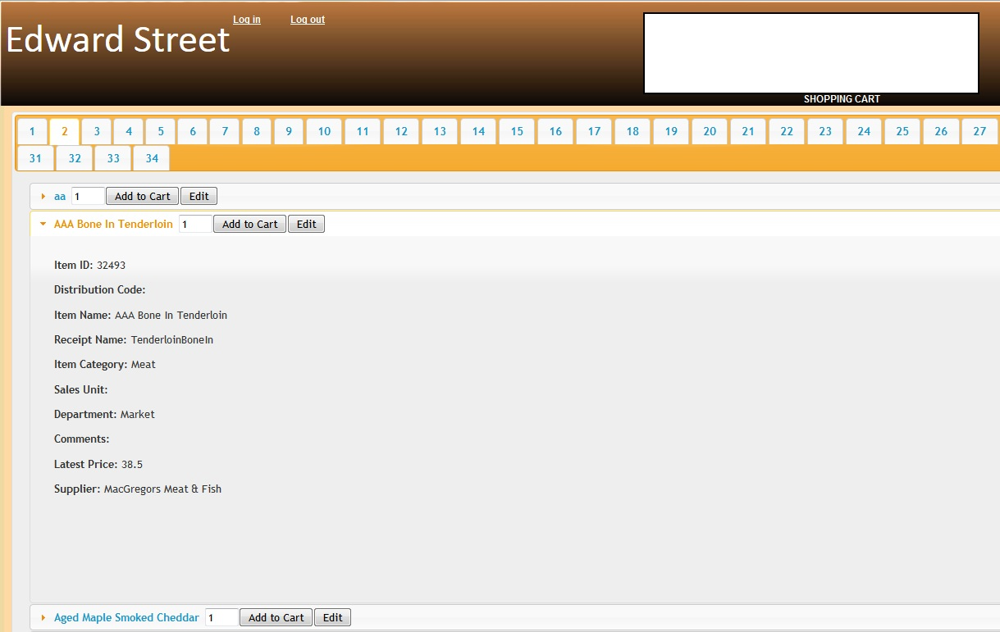 Log in Log out
Edward Street
SHOPPING CART
1 2 3 4 5 6 7 8 9 10 11 12 13 14 15 16 17 18 19 20 21 22 23 24 25 26 27
31 32 33 34
aa 1 Add to Cart Edit
AAA Bone In Tenderloin 1 Add to Cart Edit
Item ID: 32493
Distribution Code:
Item Name: AAA Bone In Tenderloin
Receipt Name: TenderloinBoneIn
Item Category: Meat
Sales Unit:
Department: Market
Comments:
Latest Price: 38.5
Supplier: MacGregors Meat & Fish
Aged Maple Smoked Cheddar 1 Add to Cart Edit